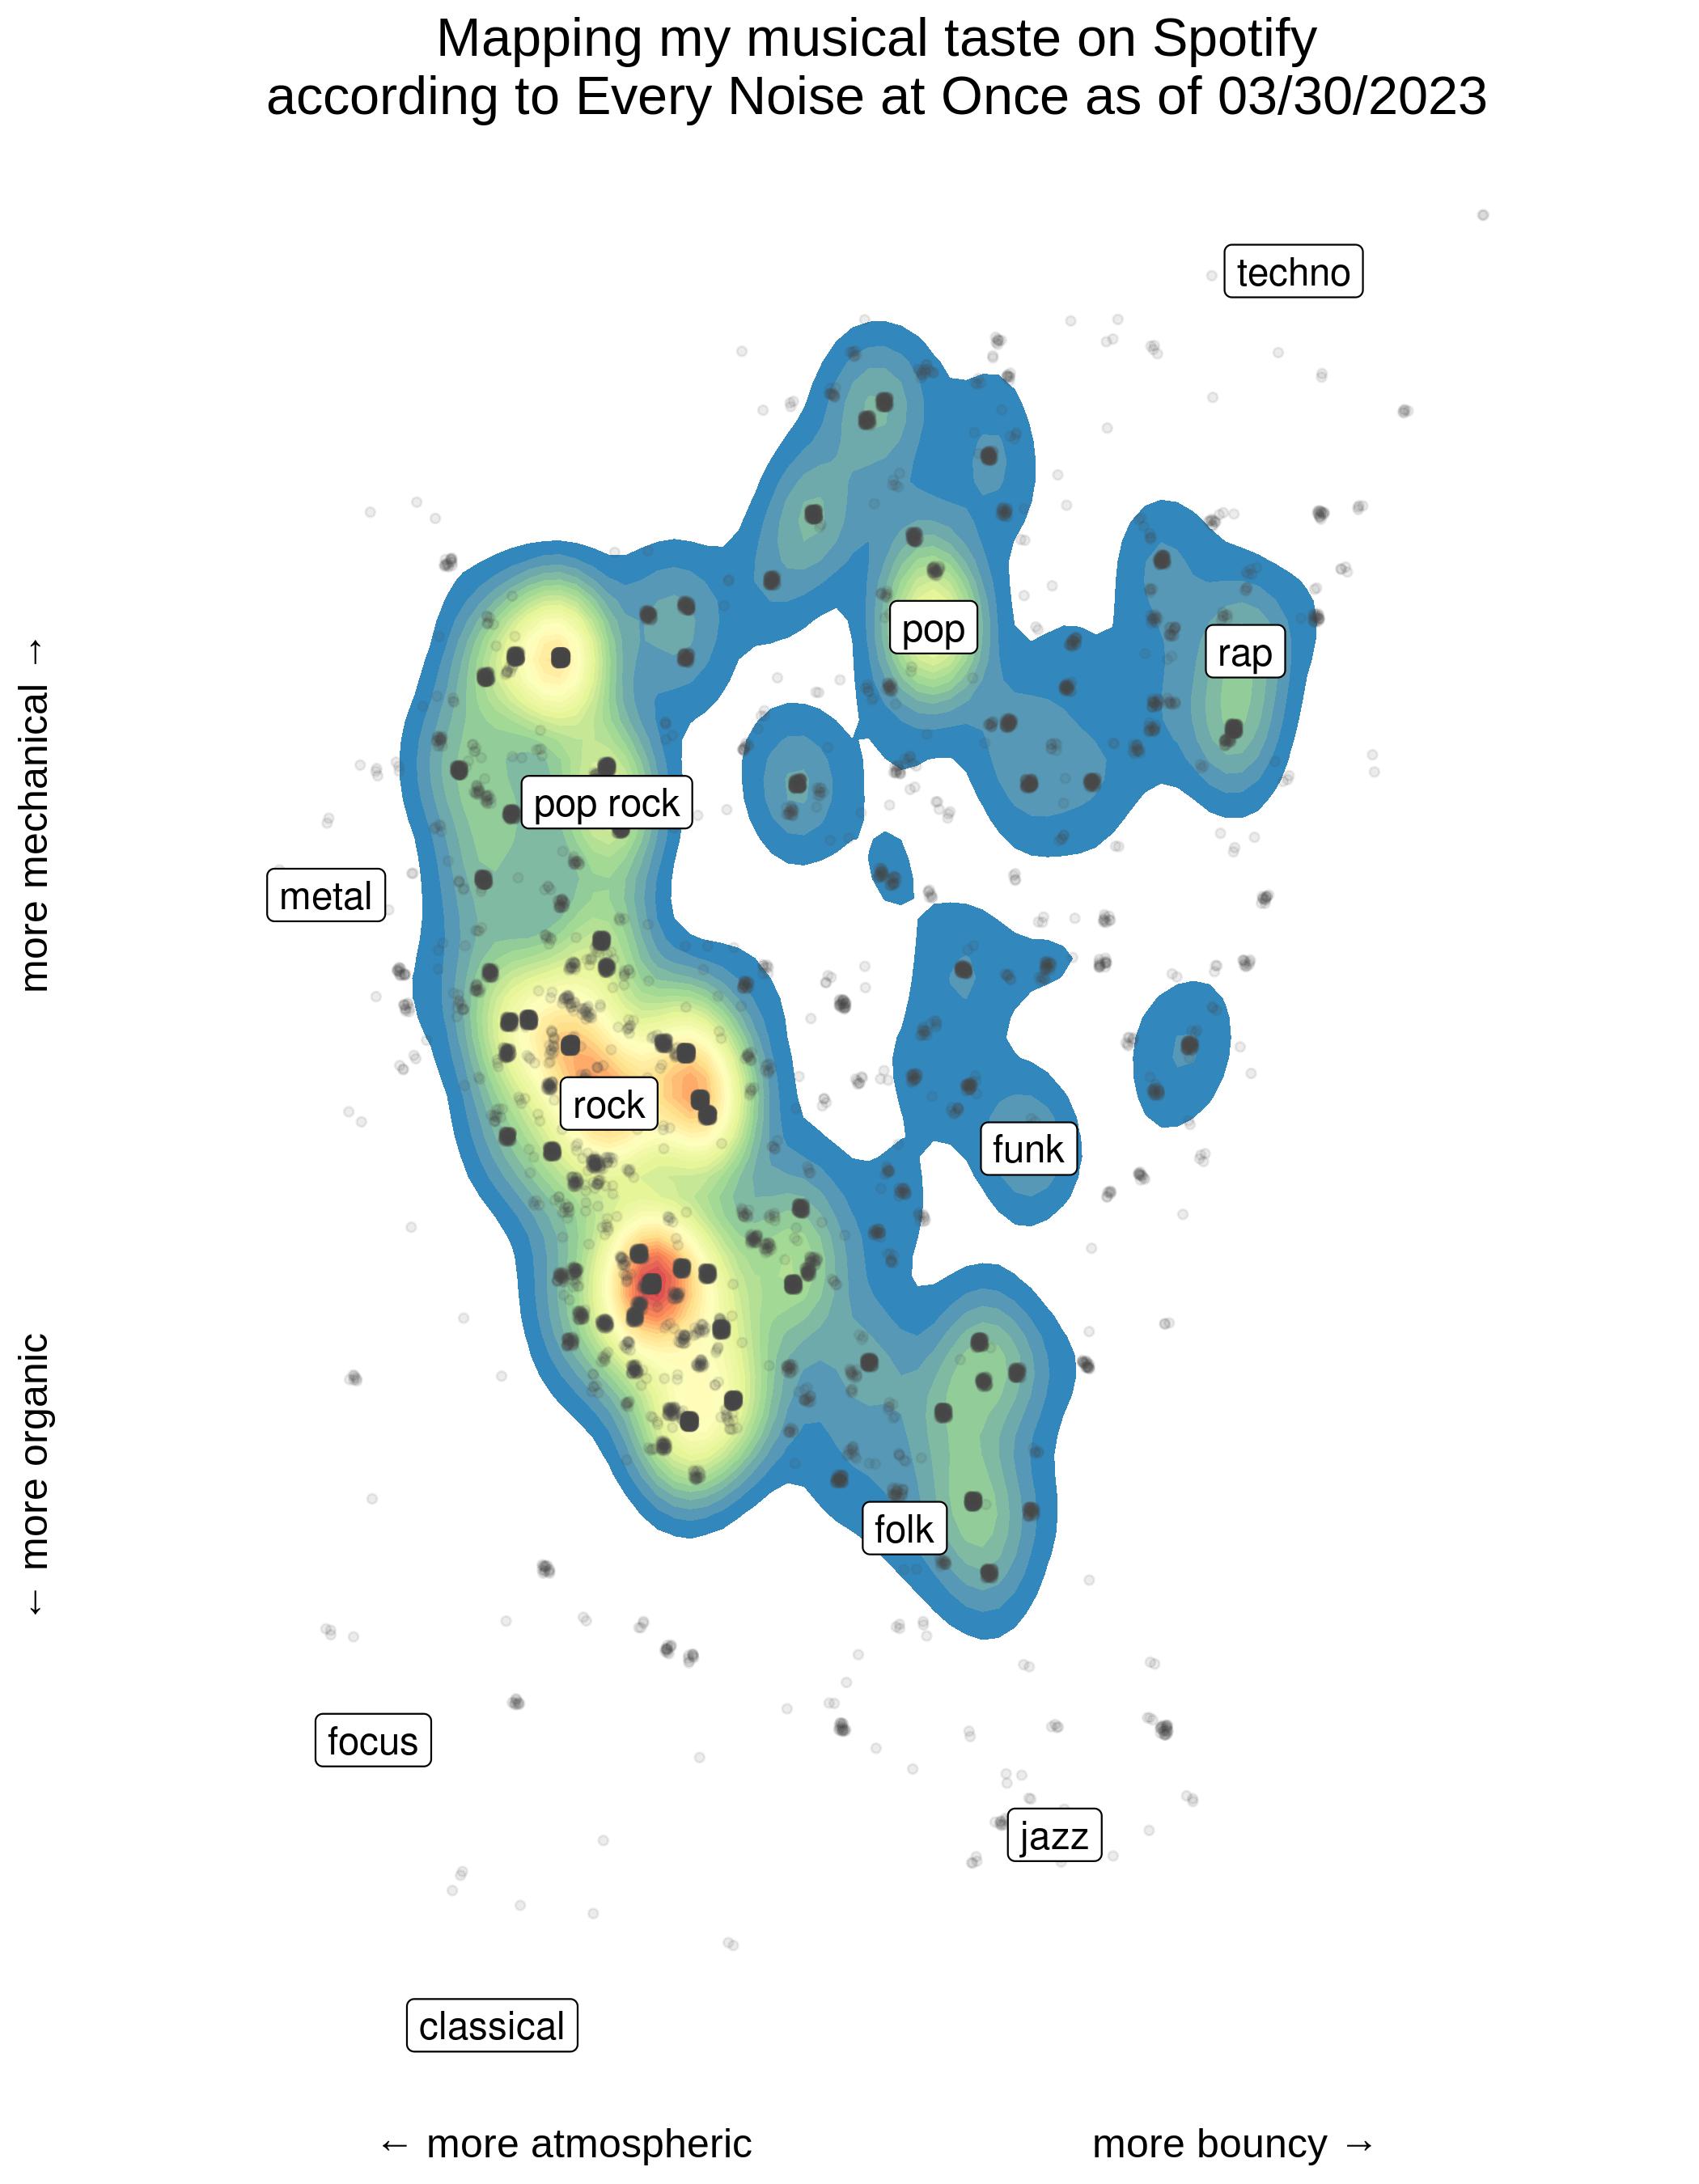 Mapping my musical taste on Spotify
according to Every Noise at Once as of 03/30/2023
techno
pop
rap
pop rock
metal
rock
funk
folk
focus
jazz
classical
← more organic
more mechanical →
← more atmospheric
more bouncy →